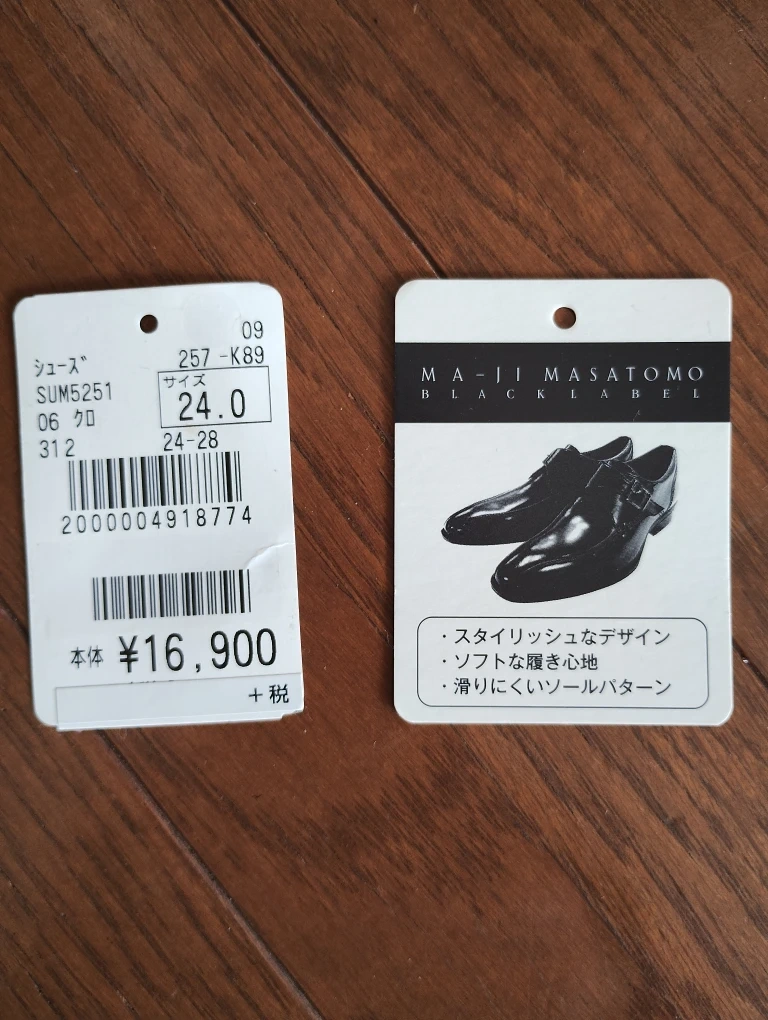 09
シューズ 257-K89
SUM5251 サイズ
06 クロ 24.0
312 24-28
2000004918774
本体 ¥16,900
+税
MA-JI MASATOMO
BLACK LABEL
・スタイリッシュなデザイン
・ソフトな履き心地
・滑りにくいソールパターン